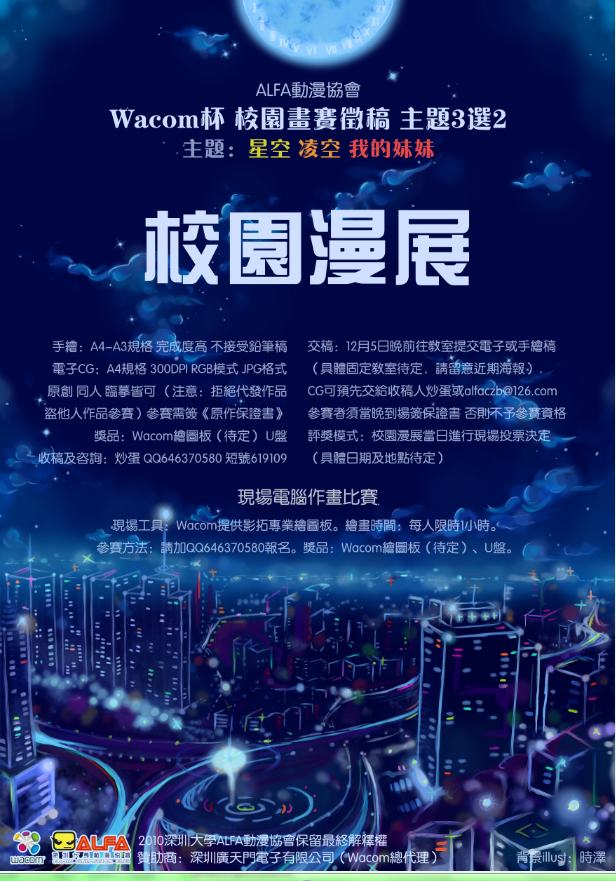 ALFA動漫協會
Wacom杯 校園畫賽徵稿 主題3選2
主題：星空 凌空 我的妹妹
校園漫展
手繪：A4-A3規格 完成度高 不接受鉛筆稿
電子CG：A4規格 300DPI RGB模式 JPG格式
原創 同人 臨摹皆可（注意：拒絕代發作品
盜他人作品參賽）參賽需簽《原作保證書》
獎品：Wacom繪圖板（待定） U盤
收稿及咨詢：炒蛋 QQ646370580 短號619109
交稿：12月5日晚前往教室提交電子或手繪稿
（具體固定教室待定，請留意近期海報）.
CG可預先交給收稿人炒蛋或alfaczb@126.com
參賽者須當晚到場簽保證書 否則不予參賽資格
評獎模式：校園漫展當日進行現場投票決定
（具體日期及地點待定）
現場電腦作畫比賽
現場工具：Wacom提供影拓專業繪圖板。繪畫時間：每人限時1小時。
參賽方法：請加QQ646370580報名。獎品：Wacom繪圖板（待定）、U盤。
wacom
ALFA
2010深圳大學ALFA動漫協會保留最終解釋權
贊助商：深圳廣天門電子有限公司（Wacom總代理）
背景Illust：時澤